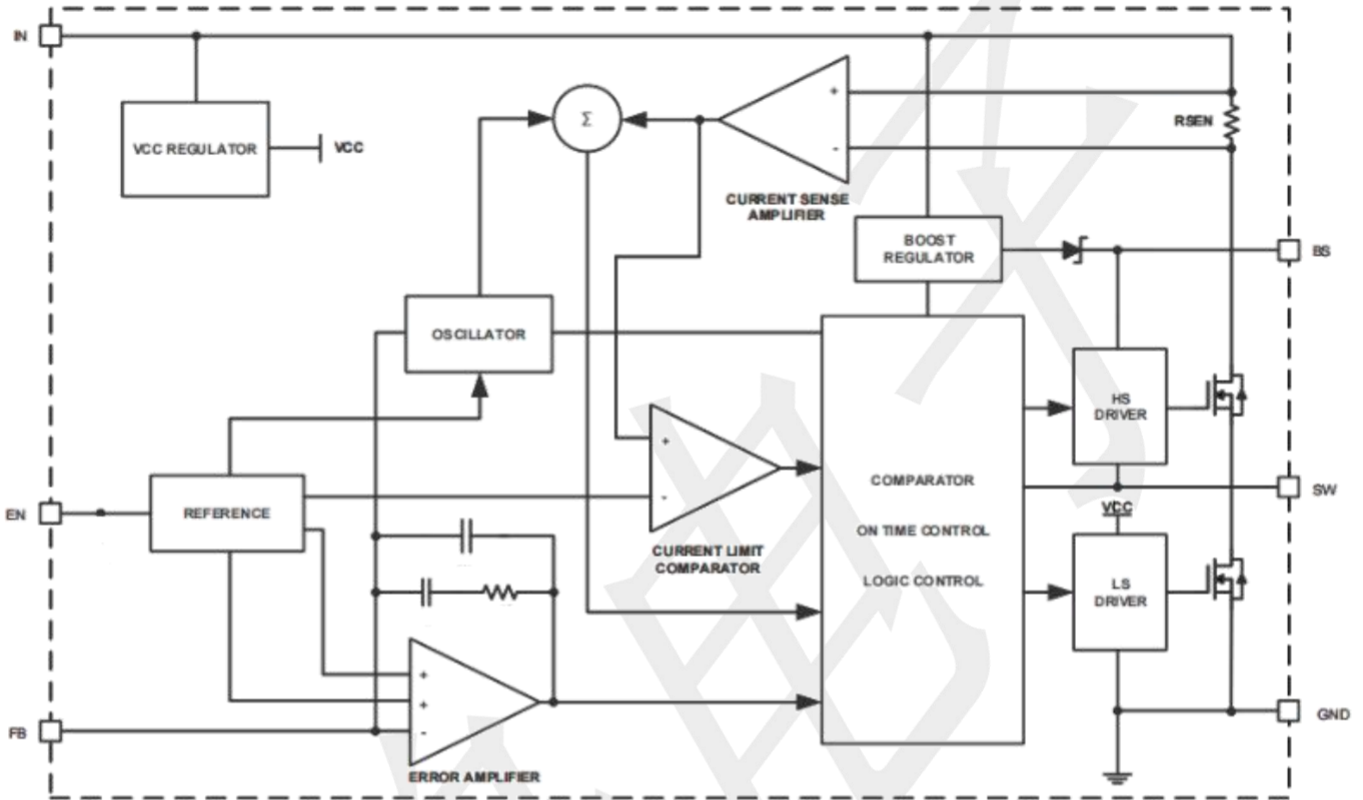 IN
VCC REGULATOR
VCC
Σ
+
-
RSEN
CURRENT SENSE
AMPLIFIER
BOOST
REGULATOR
BS
OSCILLATOR
HS
DRIVER
+
-
COMPARATOR
ON TIME CONTROL
LOGIC CONTROL
EN
REFERENCE
SW
VCC
CURRENT LIMIT
COMPARATOR
LS
DRIVER
+
+
-
FB
GND
ERROR AMPLIFIER